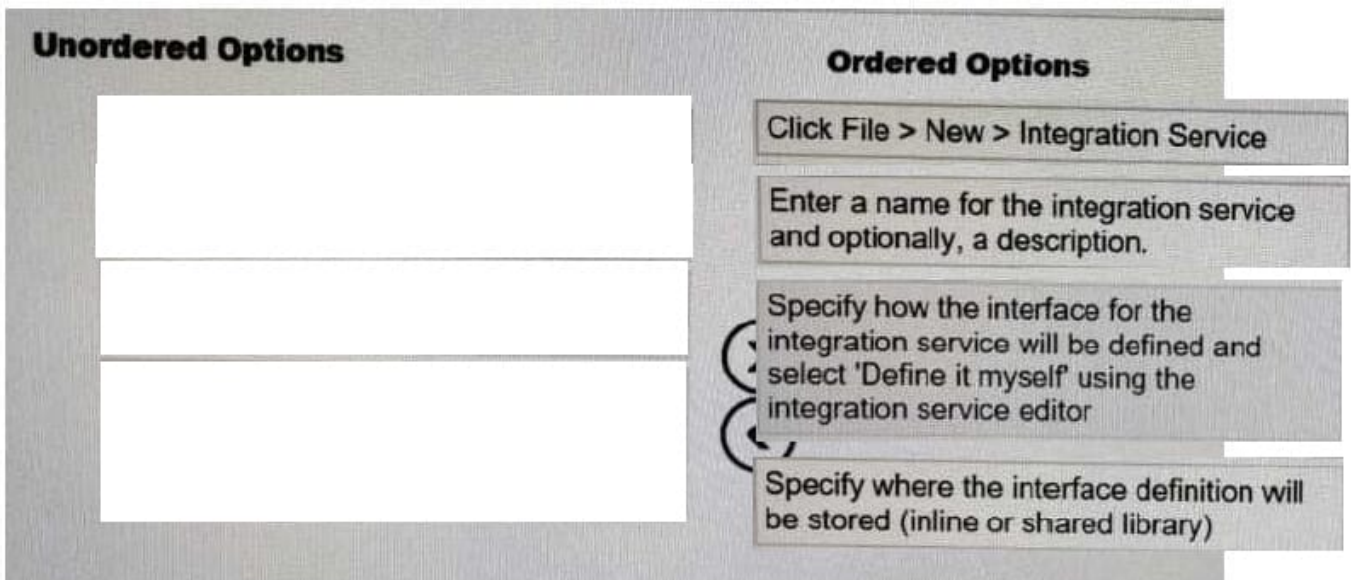 Unordered Options
Ordered Options
Click File > New > Integration Service
Enter a name for the integration service
and optionally, a description.
Specify how the interface for the
integration service will be defined and
select 'Define it myself' using the
integration service editor
Specify where the interface definition will
be stored (inline or shared library)